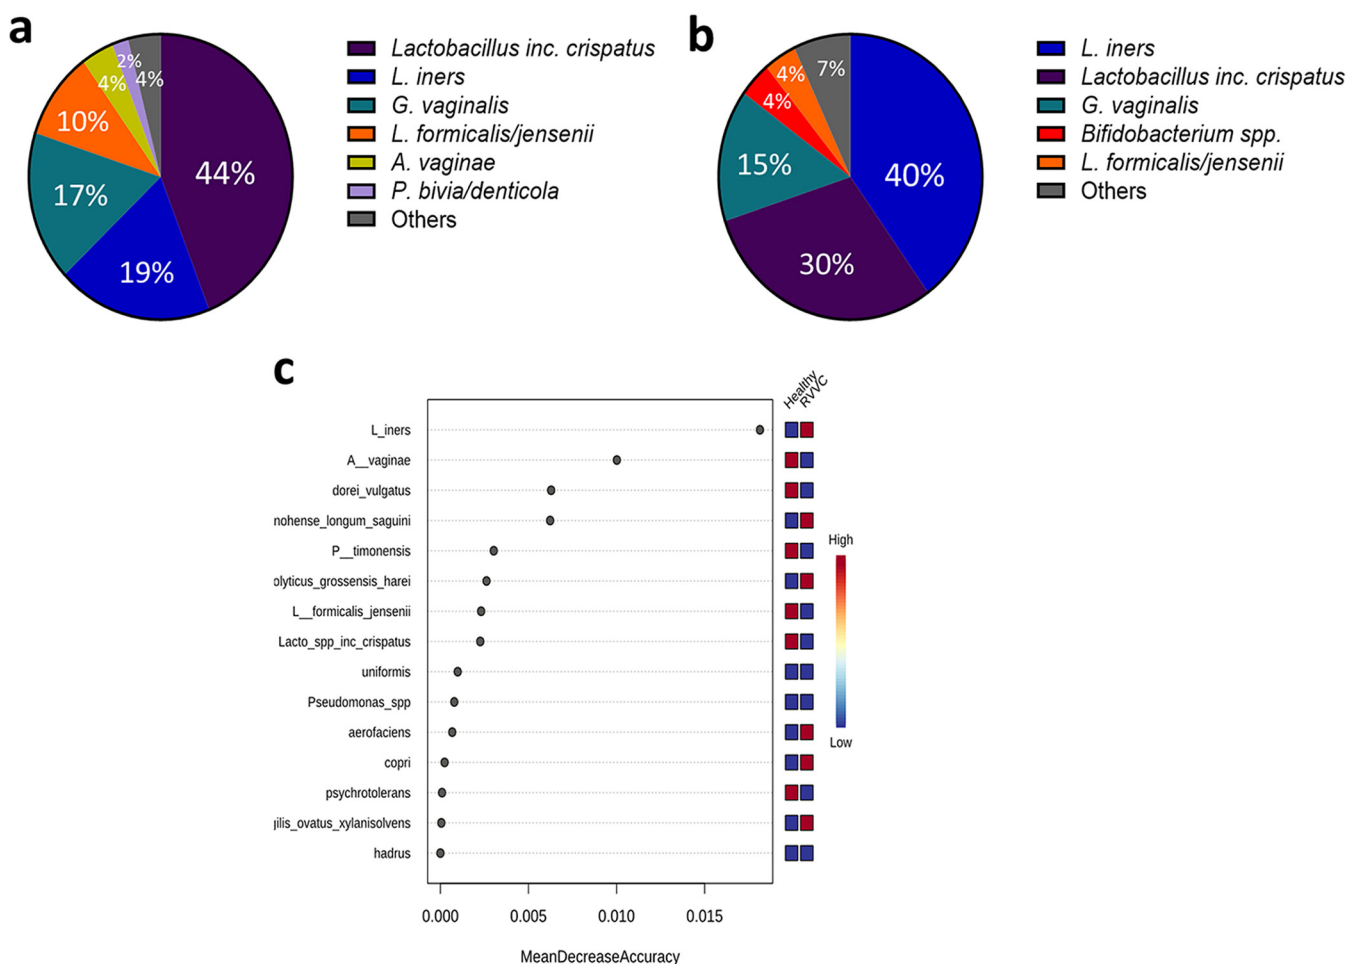 a
Lactobacillus inc. crispatus
L. iners
G. vaginalis
L. formicalis/jensenii
A. vaginae
P. bivia/denticola
Others
44%
19%
17%
10%
4%
2%
4%
b
L. iners
Lactobacillus inc. crispatus
G. vaginalis
Bifidobacterium spp.
L. formicalis/jensenii
Others
40%
30%
15%
4%
4%
7%
c
Healthy
RVVC
L_iners
A__vaginae
dorei_vulgatus
nohense_longum_saguini
P__timonensis
olyticus_grossensis_harei
L__formicalis_jensenii
Lacto_spp_inc_crispatus
uniformis
Pseudomonas_spp
aerofaciens
copri
psychrotolerans
jilis_ovatus_xylanisolvens
hadrus
High
Low
0.000 0.005 0.010 0.015
MeanDecreaseAccuracy